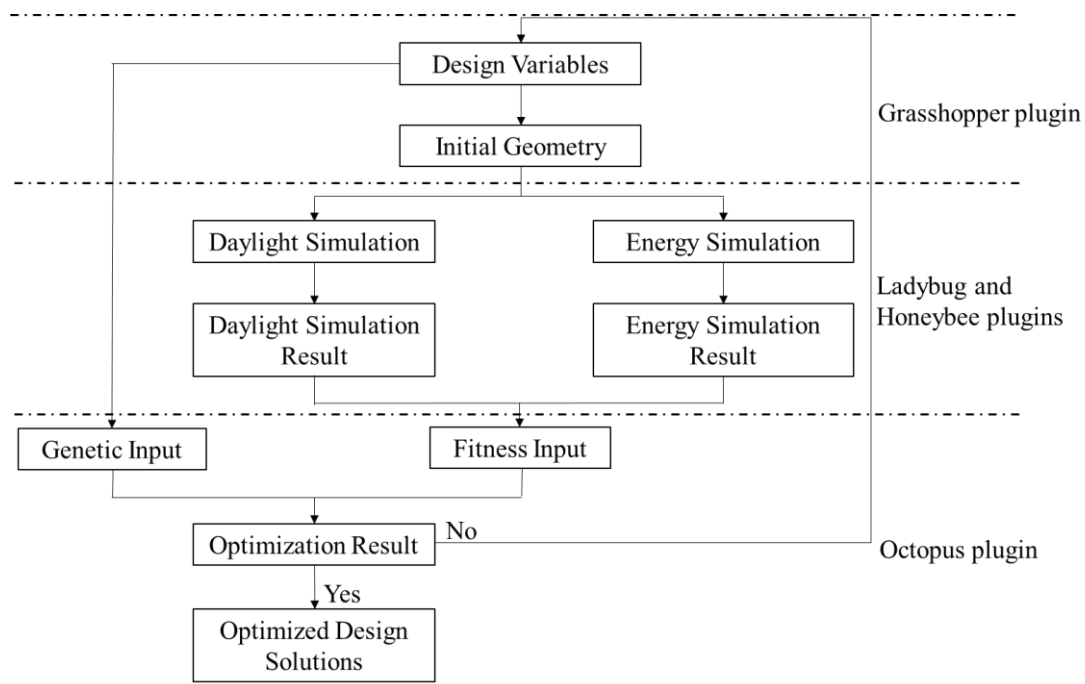 Design Variables
Grasshopper plugin
Initial Geometry
Daylight Simulation
Energy Simulation
Ladybug and
Honeybee plugins
Daylight Simulation
Result
Energy Simulation
Result
Genetic Input
Fitness Input
No
Optimization Result
Octopus plugin
Yes
Optimized Design
Solutions